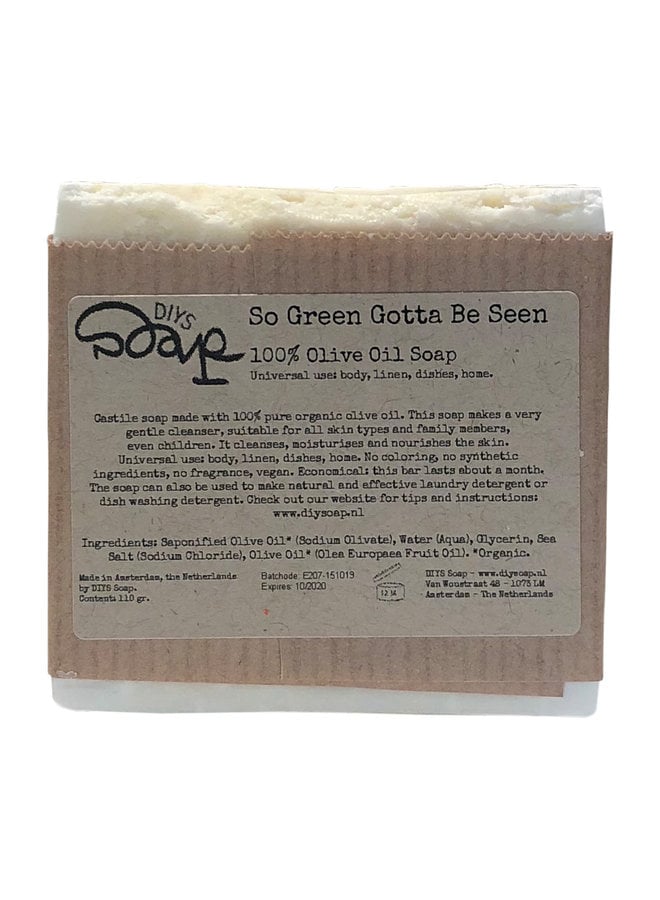 DIYS
SOAP
So Green Gotta Be Seen
100% Olive Oil Soap
Universal use: body, linen, dishes, home.
Castile soap made with 100% pure organic olive oil. This soap makes a very
gentle cleanser, suitable for all skin types and family members,
even children. It cleanses, moisturises and nourishes the skin.
Universal use: body, linen, dishes, home. No coloring, no synthetic
ingredients, no fragrance, vegan. Economical: this bar lasts about a month.
The soap can also be used to make natural and effective laundry detergent or
dish washing detergent. Check out our website for tips and instructions:
www.diysoap.nl
Ingredients: Saponified Olive Oil* (Sodium Olivate), Water (Aqua), Glycerin, Sea
Salt (Sodium Chloride), Olive Oil* (Olea Europaea Fruit Oil). *Organic.
Made in Amsterdam, the Netherlands
by DIYS Soap.
Content: 110 gr.
Batchode: E207-151019
Expires: 10/2020
12 M
DIYS Soap - www.diysoap.nl
Van Woustraat 48 - 1073 LM
Amsterdam - The Netherlands